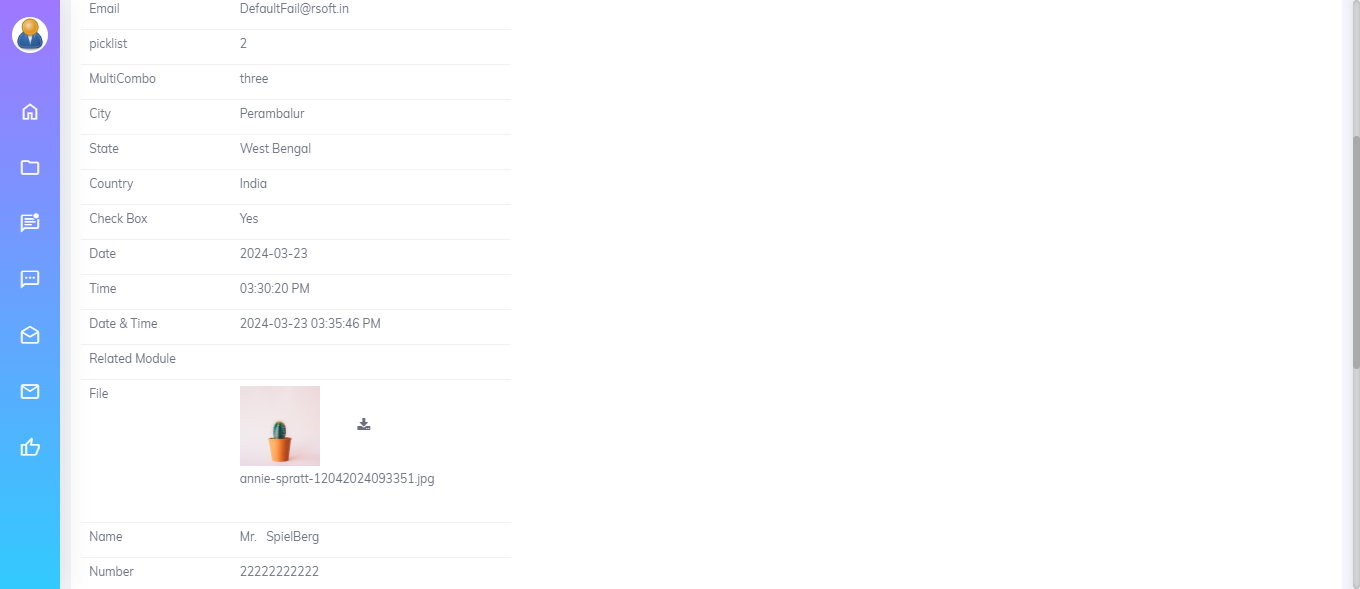 Email DefaultFail@rsoft.in
picklist 2
MultiCombo three
City Perambalur
State West Bengal
Country India
Check Box Yes
Date 2024-03-23
Time 03:30:20 PM
Date & Time 2024-03-23 03:35:46 PM
Related Module
File
annie-spratt-12042024093351.jpg
Name Mr. SpielBerg
Number 22222222222